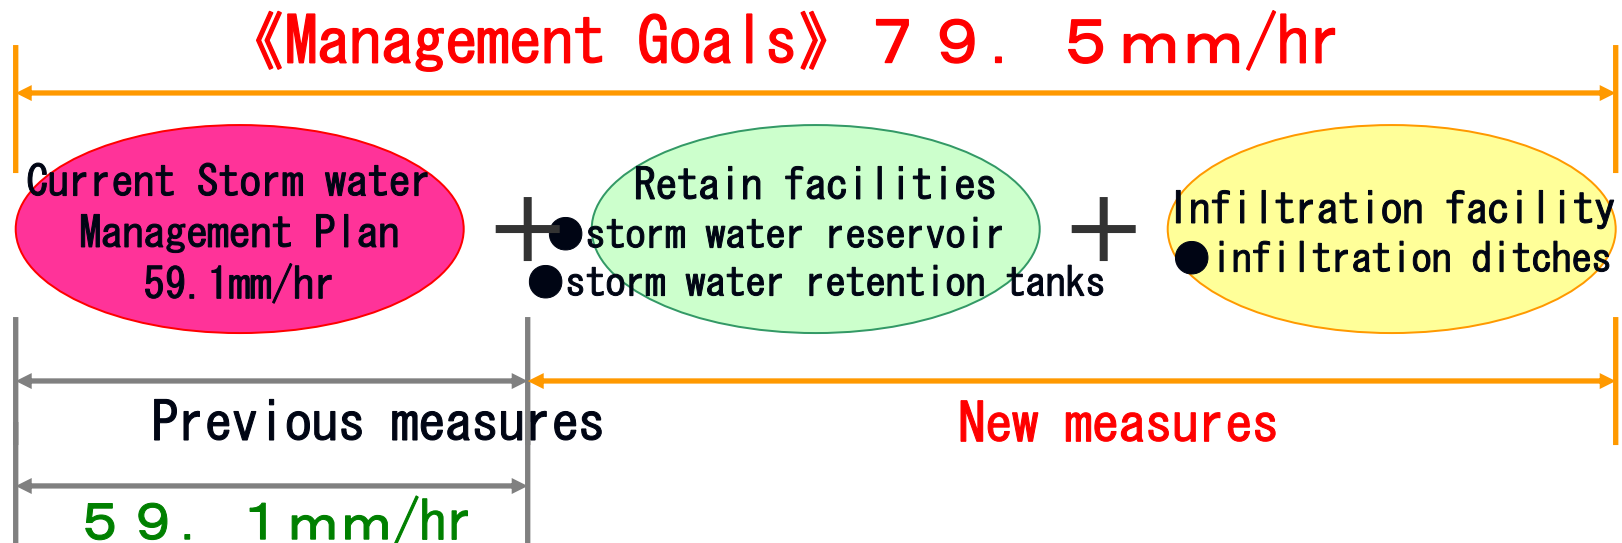 《Management Goals》７９．５ｍｍ/hr
Current Storm water
Management Plan
59.1mm/hr
+
Retain facilities
●storm water reservoir
●storm water retention tanks
+
Infiltration facility
●infiltration ditches
Previous measures
New measures
５９．１ｍｍ/hr